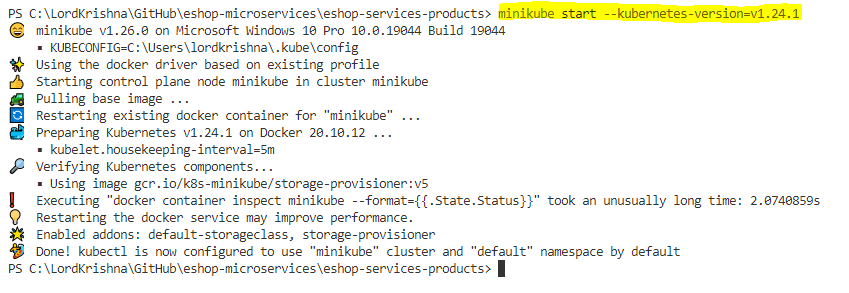 PS C:\LordKrishna\GitHub\eshop-microservices\eshop-services-products> minikube start --kubernetes-version=v1.24.1
😄 minikube v1.26.0 on Microsoft Windows 10 Pro 10.0.19044 Build 19044
▪ KUBECONFIG=C:\Users\lordkrishna\.kube\config
✨ Using the docker driver based on existing profile
👍 Starting control plane node minikube in cluster minikube
🚜 Pulling base image ...
🔄 Restarting existing docker container for "minikube" ...
🐳 Preparing Kubernetes v1.24.1 on Docker 20.10.12 ...
▪ kubelet.housekeeping-interval=5m
🔎 Verifying Kubernetes components...
▪ Using image gcr.io/k8s-minikube/storage-provisioner:v5
❗ Executing "docker container inspect minikube --format={{.State.Status}}" took an unusually long time: 2.0740859s
💡 Restarting the docker service may improve performance.
🌟 Enabled addons: default-storageclass, storage-provisioner
🏄 Done! kubectl is now configured to use "minikube" cluster and "default" namespace by default
PS C:\LordKrishna\GitHub\eshop-microservices\eshop-services-products>